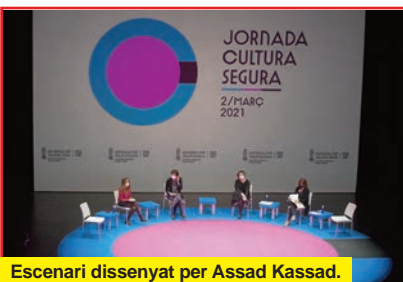 JORNADA
CULTURA
SEGURA
2/MARÇ
2021
Escenari dissenyat per Assad Kassad.